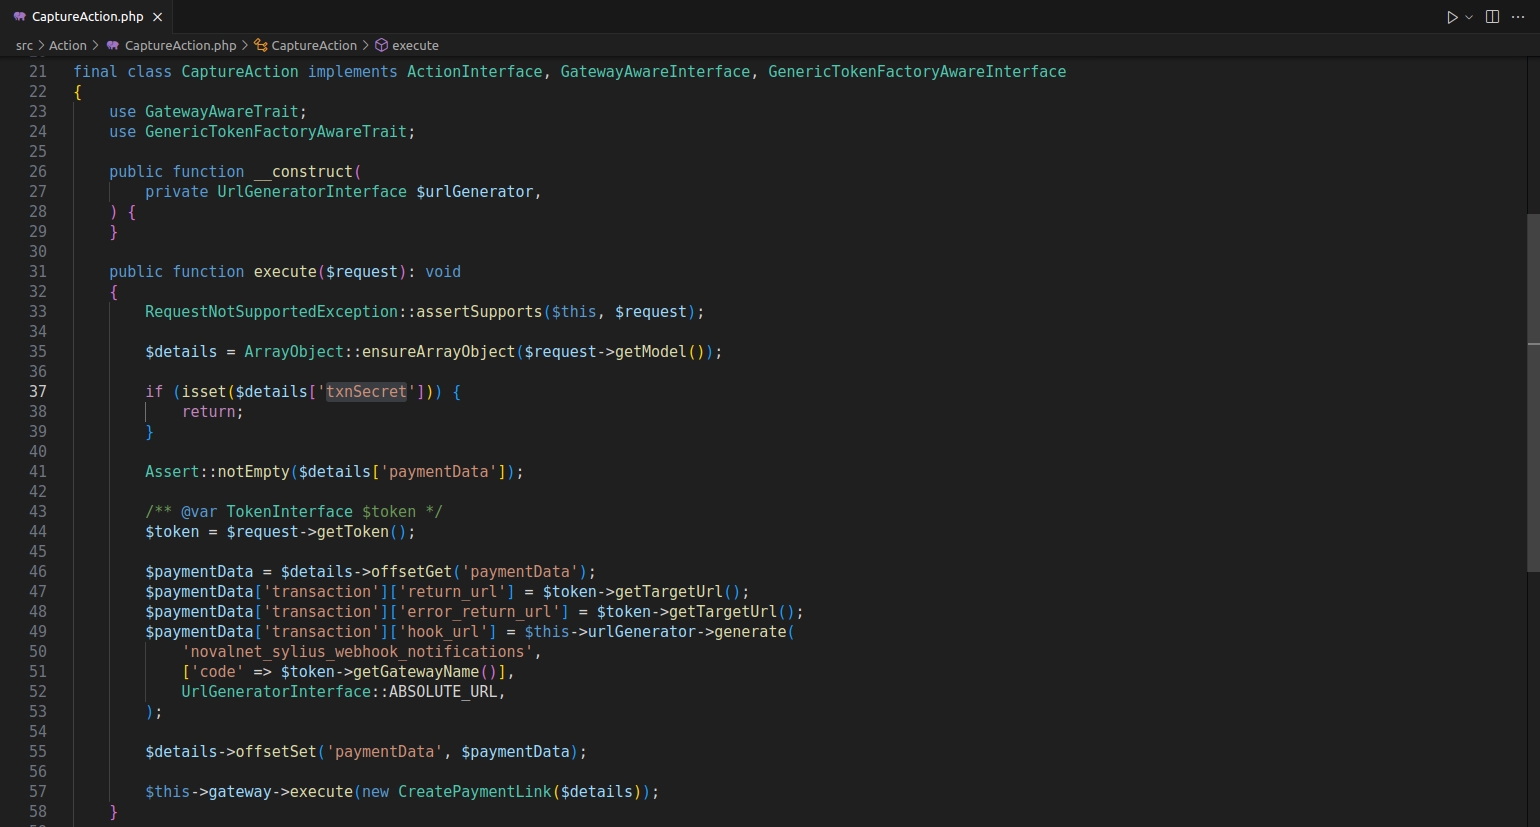 CaptureAction.php
src > Action > CaptureAction.php > CaptureAction > execute
21 final class CaptureAction implements ActionInterface, GatewayAwareInterface, GenericTokenFactoryAwareInterface
22 {
23     use GatewayAwareTrait;
24     use GenericTokenFactoryAwareTrait;
25
26     public function __construct(
27         private UrlGeneratorInterface $urlGenerator,
28     ) {
29     }
30
31     public function execute($request): void
32     {
33         RequestNotSupportedException::assertSupports($this, $request);
34
35         $details = ArrayObject::ensureArrayObject($request->getModel());
36
37         if (isset($details['txnSecret'])) {
38             return;
39         }
40
41         Assert::notEmpty($details['paymentData']);
42
43         /** @var TokenInterface $token */
44         $token = $request->getToken();
45
46         $paymentData = $details->offsetGet('paymentData');
47         $paymentData['transaction']['return_url'] = $token->getTargetUrl();
48         $paymentData['transaction']['error_return_url'] = $token->getTargetUrl();
49         $paymentData['transaction']['hook_url'] = $this->urlGenerator->generate(
50             'novalnet_sylius_webhook_notifications',
51             ['code' => $token->getGatewayName()],
52             UrlGeneratorInterface::ABSOLUTE_URL,
53         );
54
55         $details->offsetSet('paymentData', $paymentData);
56
57         $this->gateway->execute(new CreatePaymentLink($details));
58     }